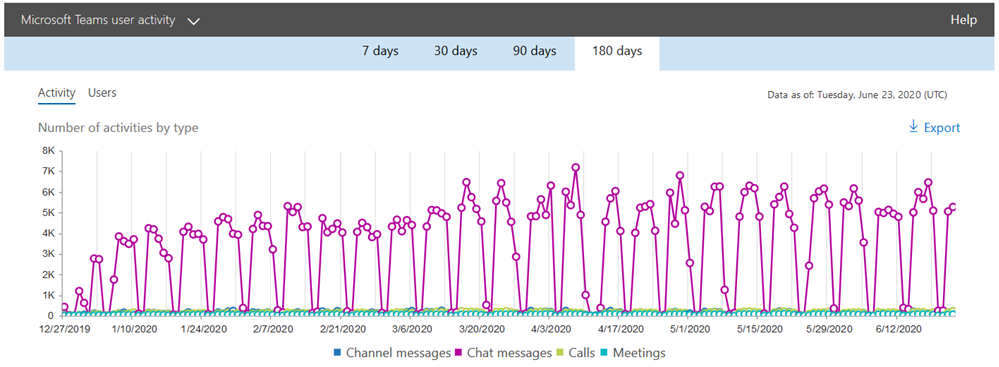 Microsoft Teams user activity Help
7 days 30 days 90 days 180 days
Activity Users
Data as of: Tuesday, June 23, 2020 (UTC)
Number of activities by type Export
8K
7K
6K
5K
4K
3K
2K
1K
0
12/27/2019 1/10/2020 1/24/2020 2/7/2020 2/21/2020 3/6/2020 3/20/2020 4/3/2020 4/17/2020 5/1/2020 5/15/2020 5/29/2020 6/12/2020
Channel messages Chat messages Calls Meetings